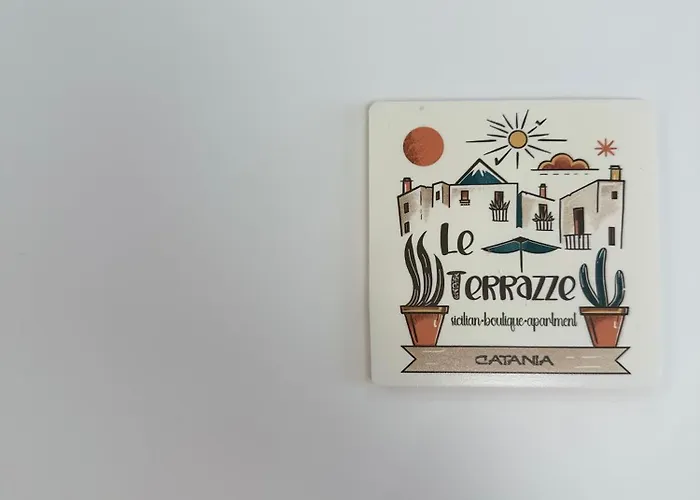 Le
Terrazze
sicilian·boutique·apartment
CATANIA